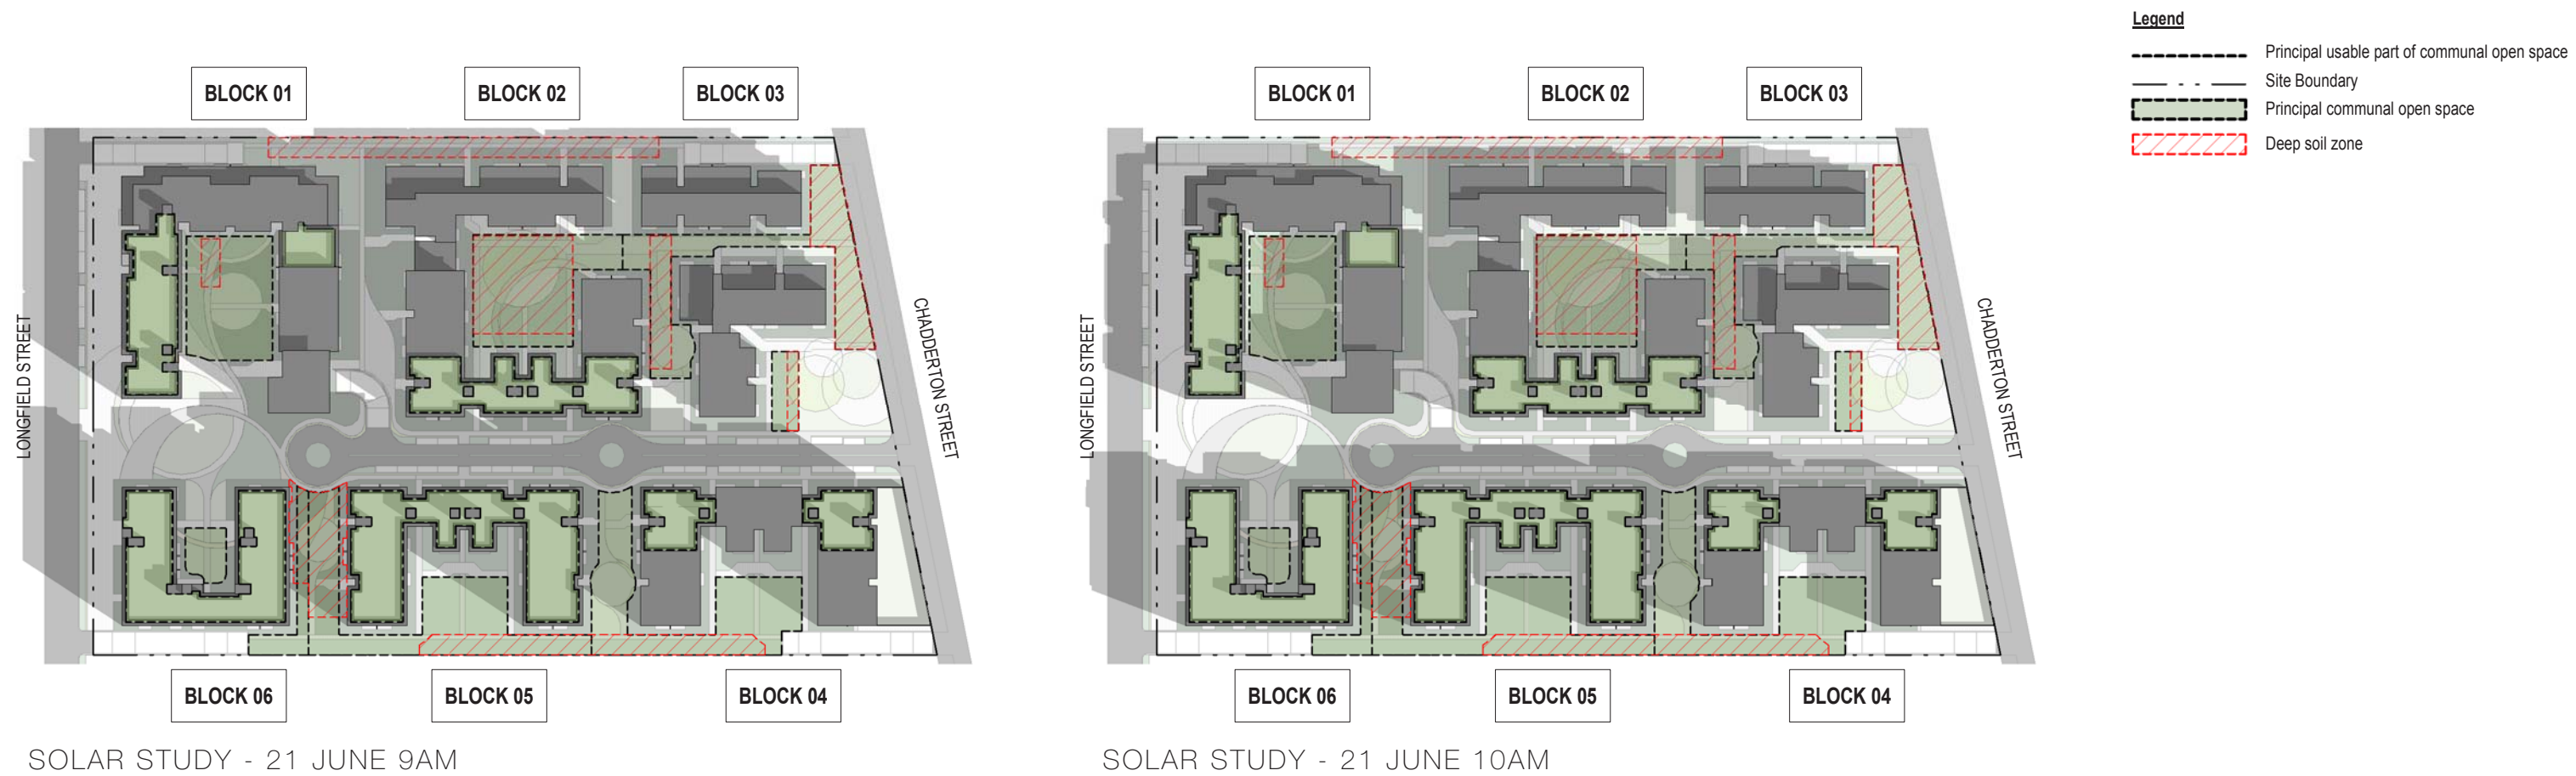 BLOCK 01
BLOCK 02
BLOCK 03
LONGFIELD STREET
CHADDERTON STREET
BLOCK 06
BLOCK 05
BLOCK 04
SOLAR STUDY - 21 JUNE 9AM
BLOCK 01
BLOCK 02
BLOCK 03
LONGFIELD STREET
CHADDERTON STREET
BLOCK 06
BLOCK 05
BLOCK 04
SOLAR STUDY - 21 JUNE 10AM
Legend
Principal usable part of communal open space
Site Boundary
Principal communal open space
Deep soil zone